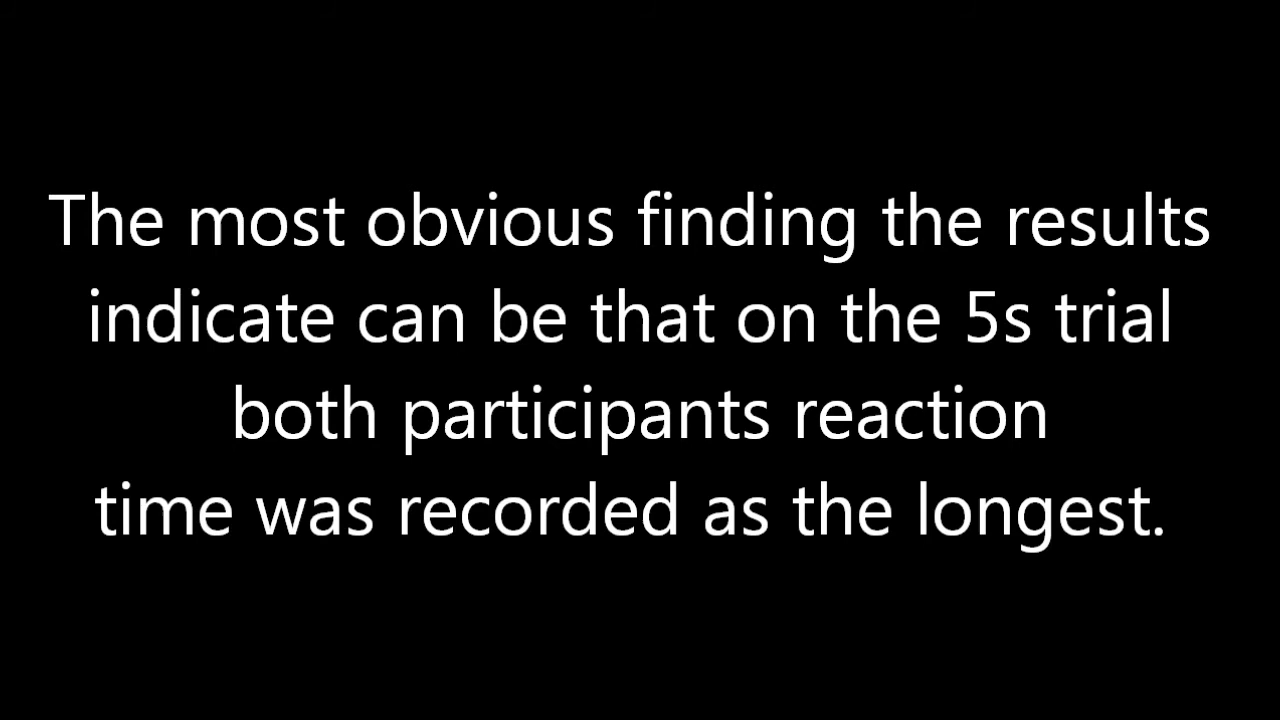 The most obvious finding the results
indicate can be that on the 5s trial
both participants reaction
time was recorded as the longest.